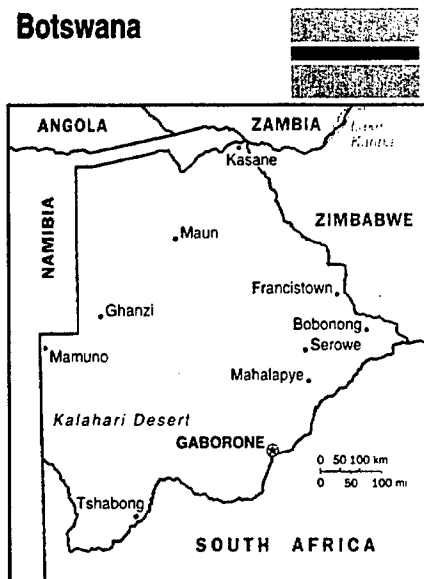 Botswana
ANGOLA
ZAMBIA
Lake
Kasane
NAMIBIA
ZIMBABWE
Maun
Francistown
Ghanzi
Bobonong
Mamuno
Serowe
Mahalapye
Kalahari Desert
GABORONE
0 50 100 km
0 50 100 mi
Tshabong
SOUTH AFRICA